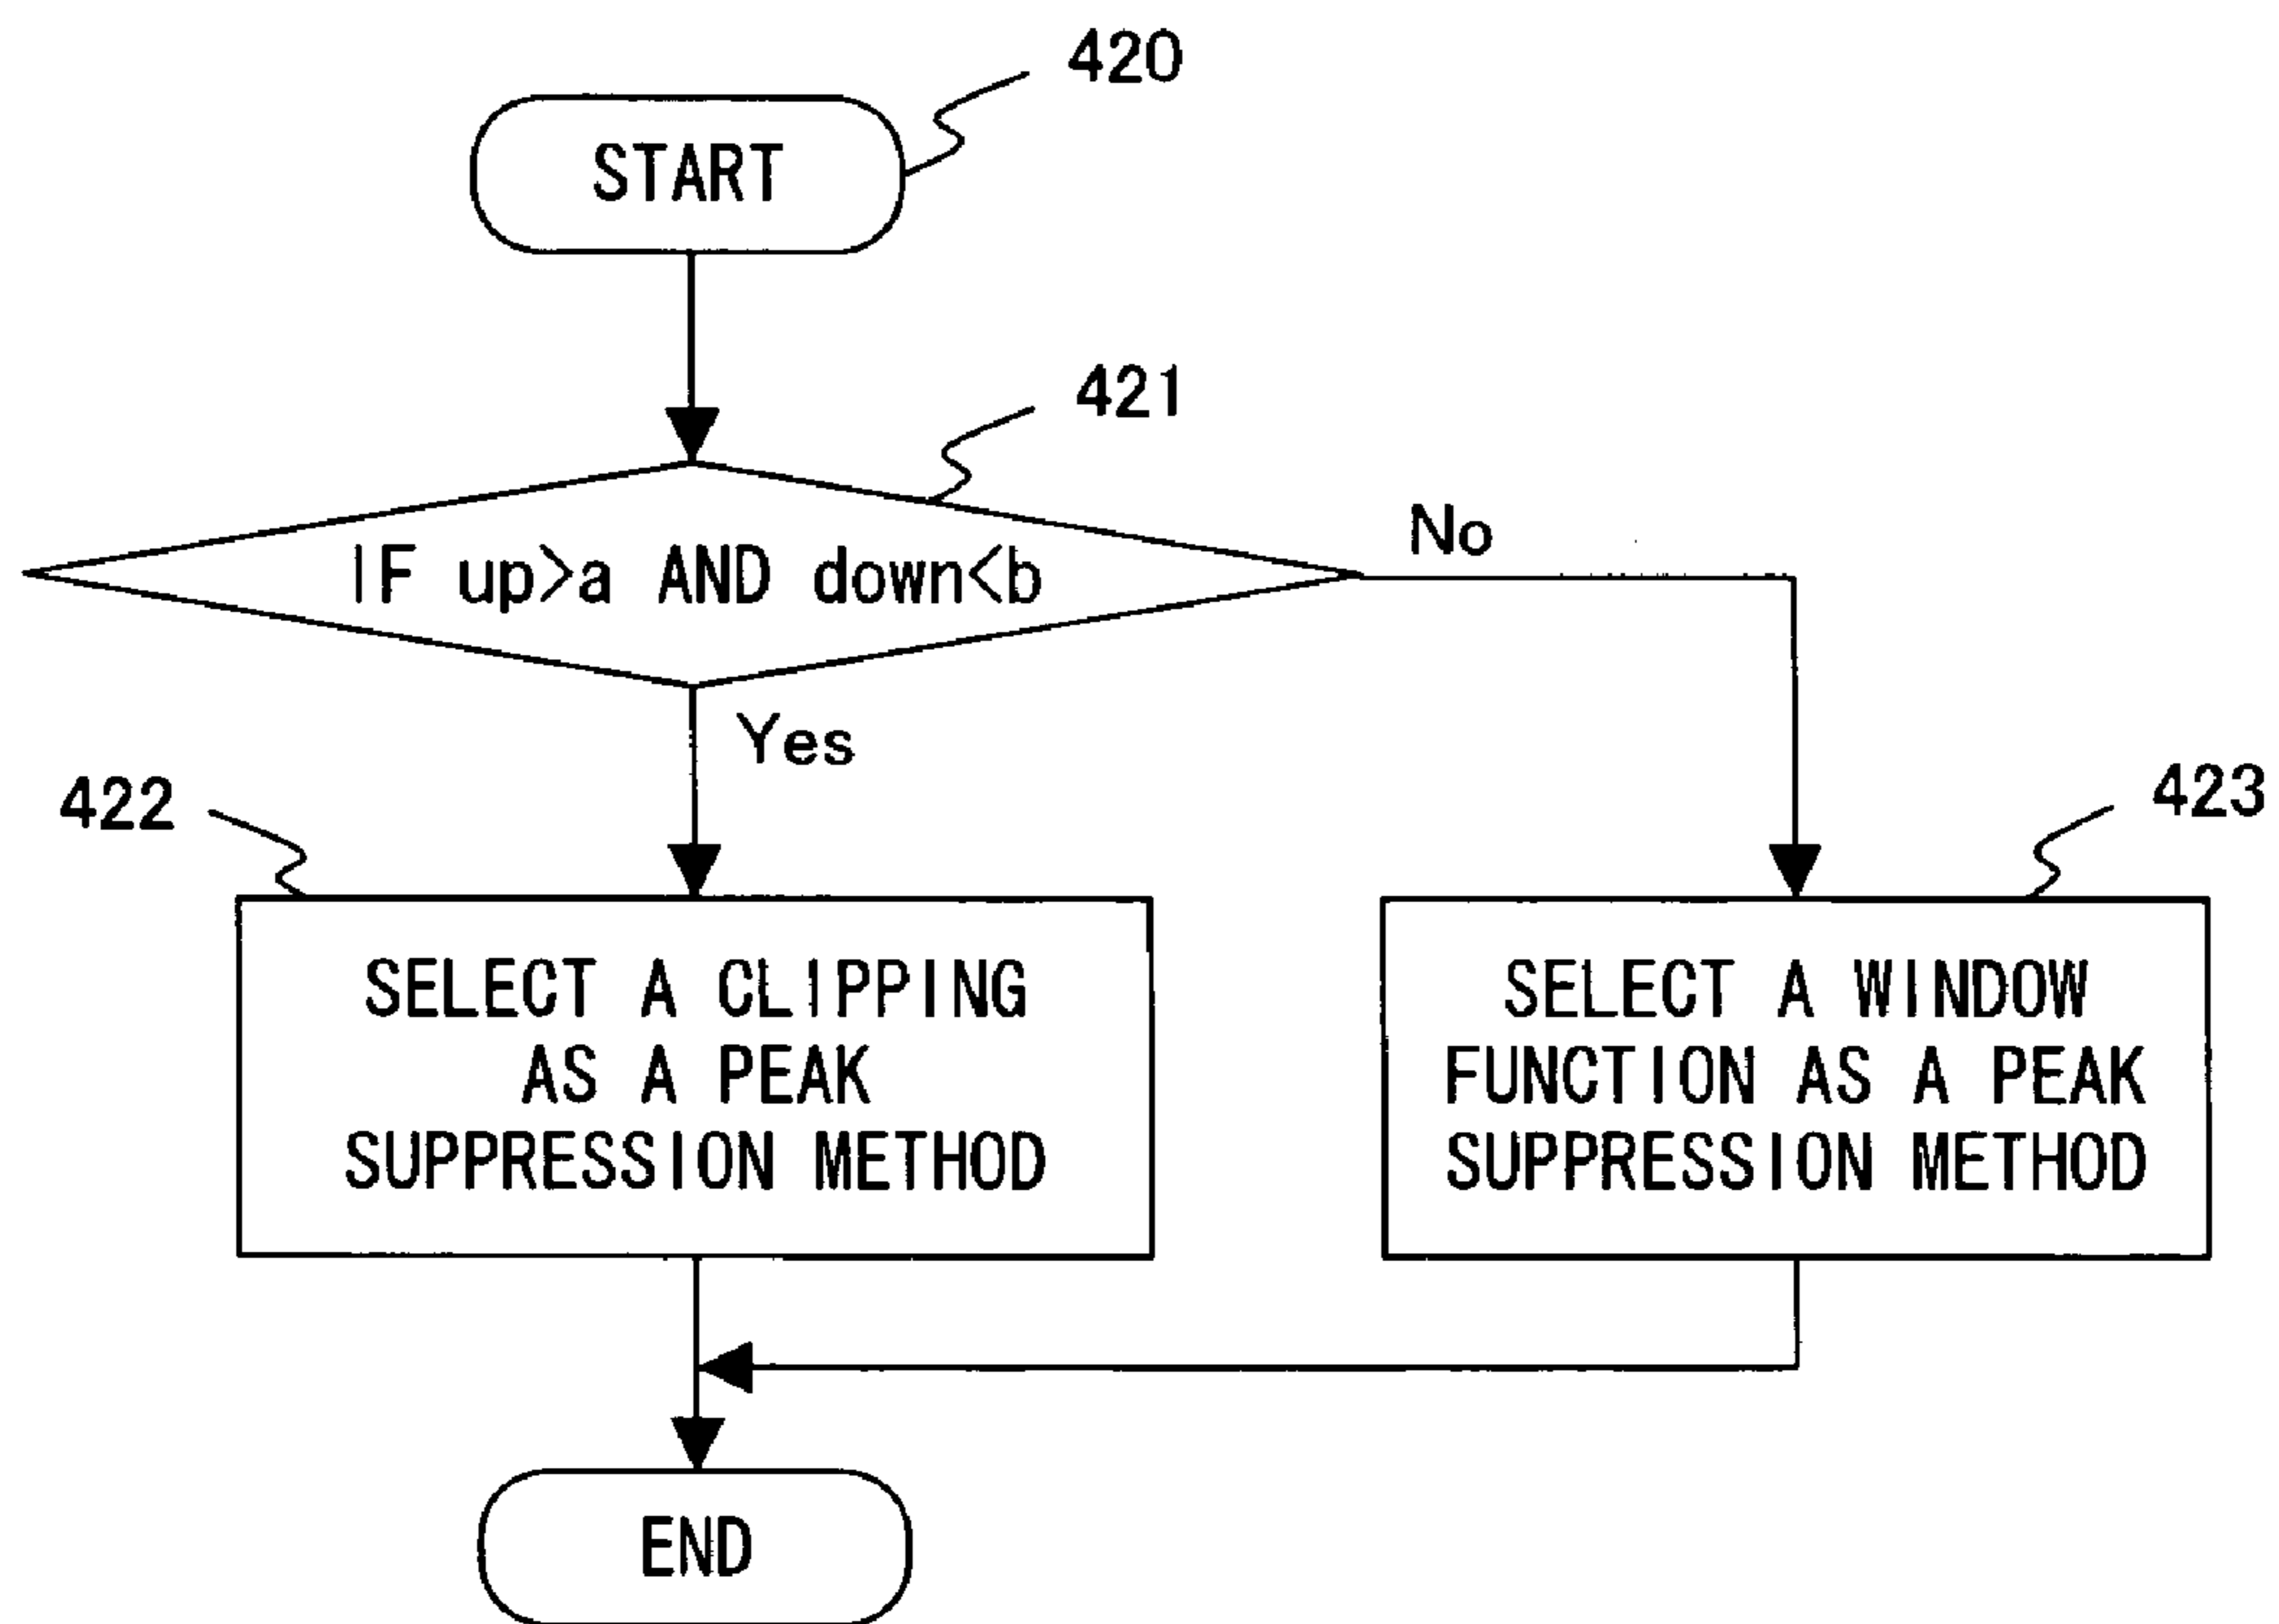 420
START
421
IF up>a AND down<b
No
Yes
422
423
SELECT A CLIPPING
AS A PEAK
SUPPRESSION METHOD
SELECT A WINDOW
FUNCTION AS A PEAK
SUPPRESSION METHOD
END